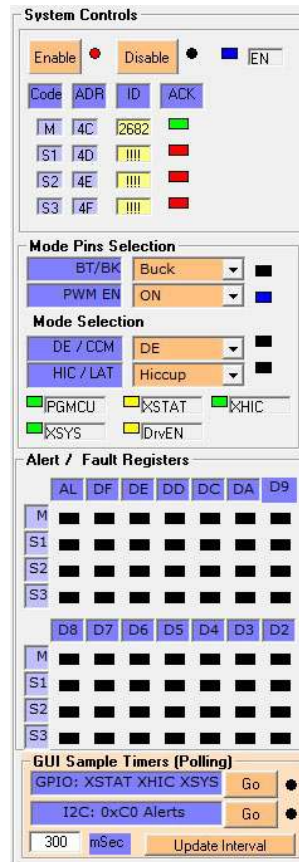 System Controls
Enable Disable EN
Code ADR ID ACK
M 4C 2682
S1 4D !!!!
S2 4E !!!!
S3 4F !!!!
Mode Pins Selection
BT/BK Buck
PWM EN ON
Mode Selection
DE / CCM DE
HIC / LAT Hiccup
PGMCU XSTAT XHIC
XSYS DrvEN
Alert / Fault Registers
AL DF DE DD DC DA D9
M
S1
S2
S3
D8 D7 D6 D5 D4 D3 D2
M
S1
S2
S3
GUI Sample Timers (Polling)
GPIO: XSTAT XHIC XSYS Go
I2C: 0xC0 Alerts Go
300 mSec Update Interval